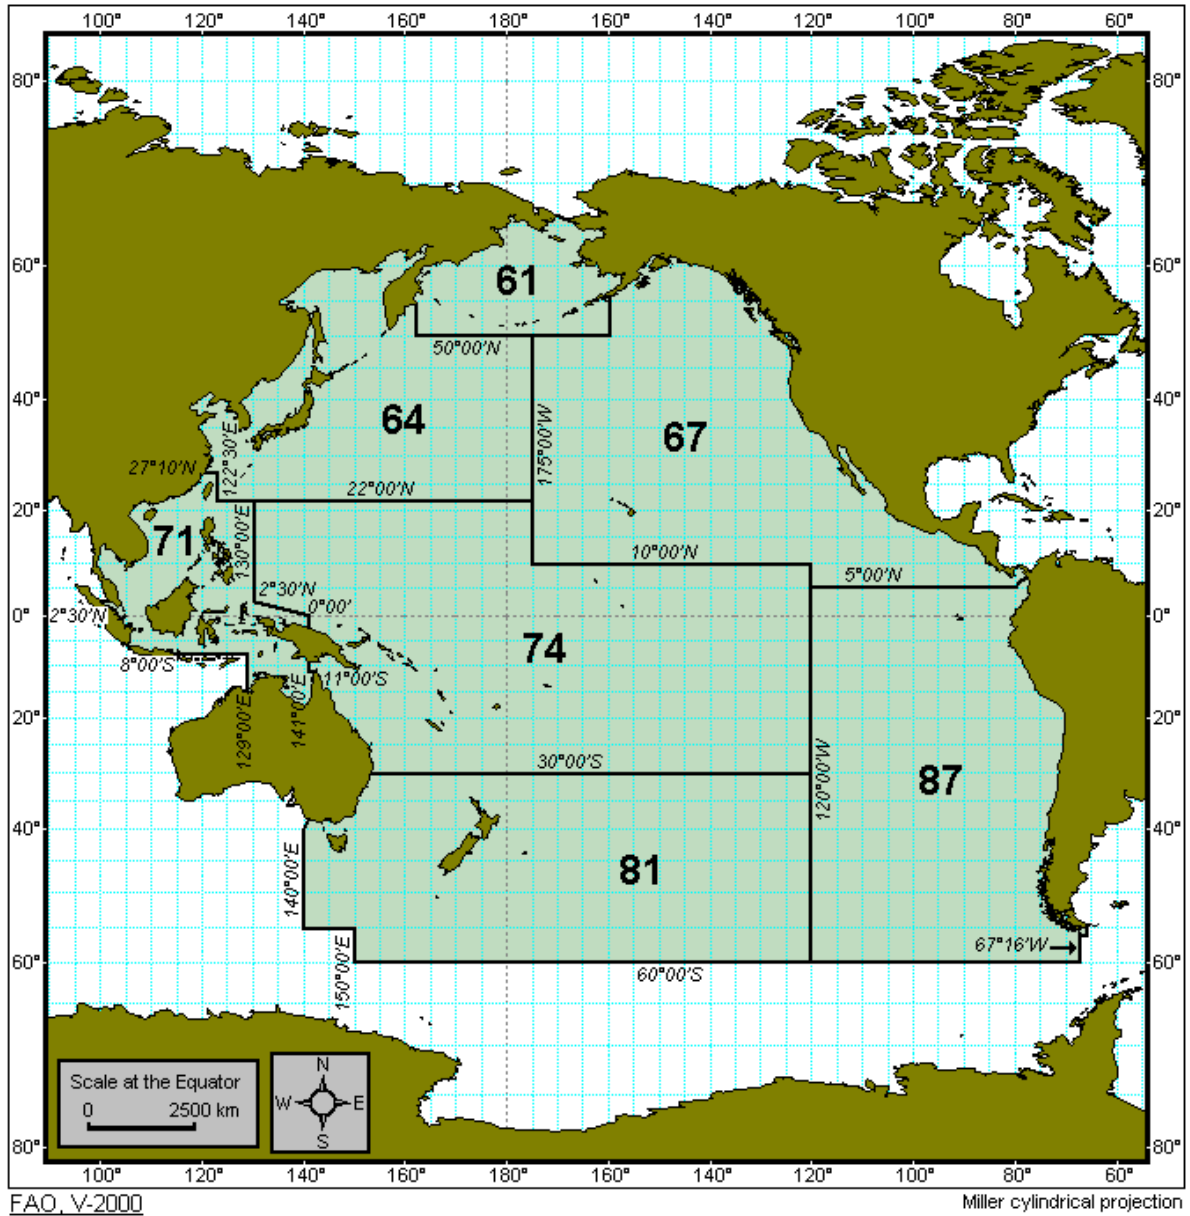 100° 120° 140° 160° 180° 160° 140° 120° 100° 80° 60°
80° 80°
60° 61 60°
50°00'N
40° 64 175°00'W 67 40°
122°30'E
27°10'N
22°00'N
20° 71 130°00'E 20°
10°00'N
2°30'N 5°00'N
0° 2°30'N 0°00' 0°
74
8°00'S 11°00'S
20° 129°00'E 141°00'E 20°
30°00'S 120°00'W 87
40° 140°00'E 81 40°
150°00'E 67°16'W
60° 60°00'S 60°
Scale at the Equator
0 2500 km
N
W E
S
80° 80°
100° 120° 140° 160° 180° 160° 140° 120° 100° 80° 60°
FAO, V-2000 Miller cylindrical projection